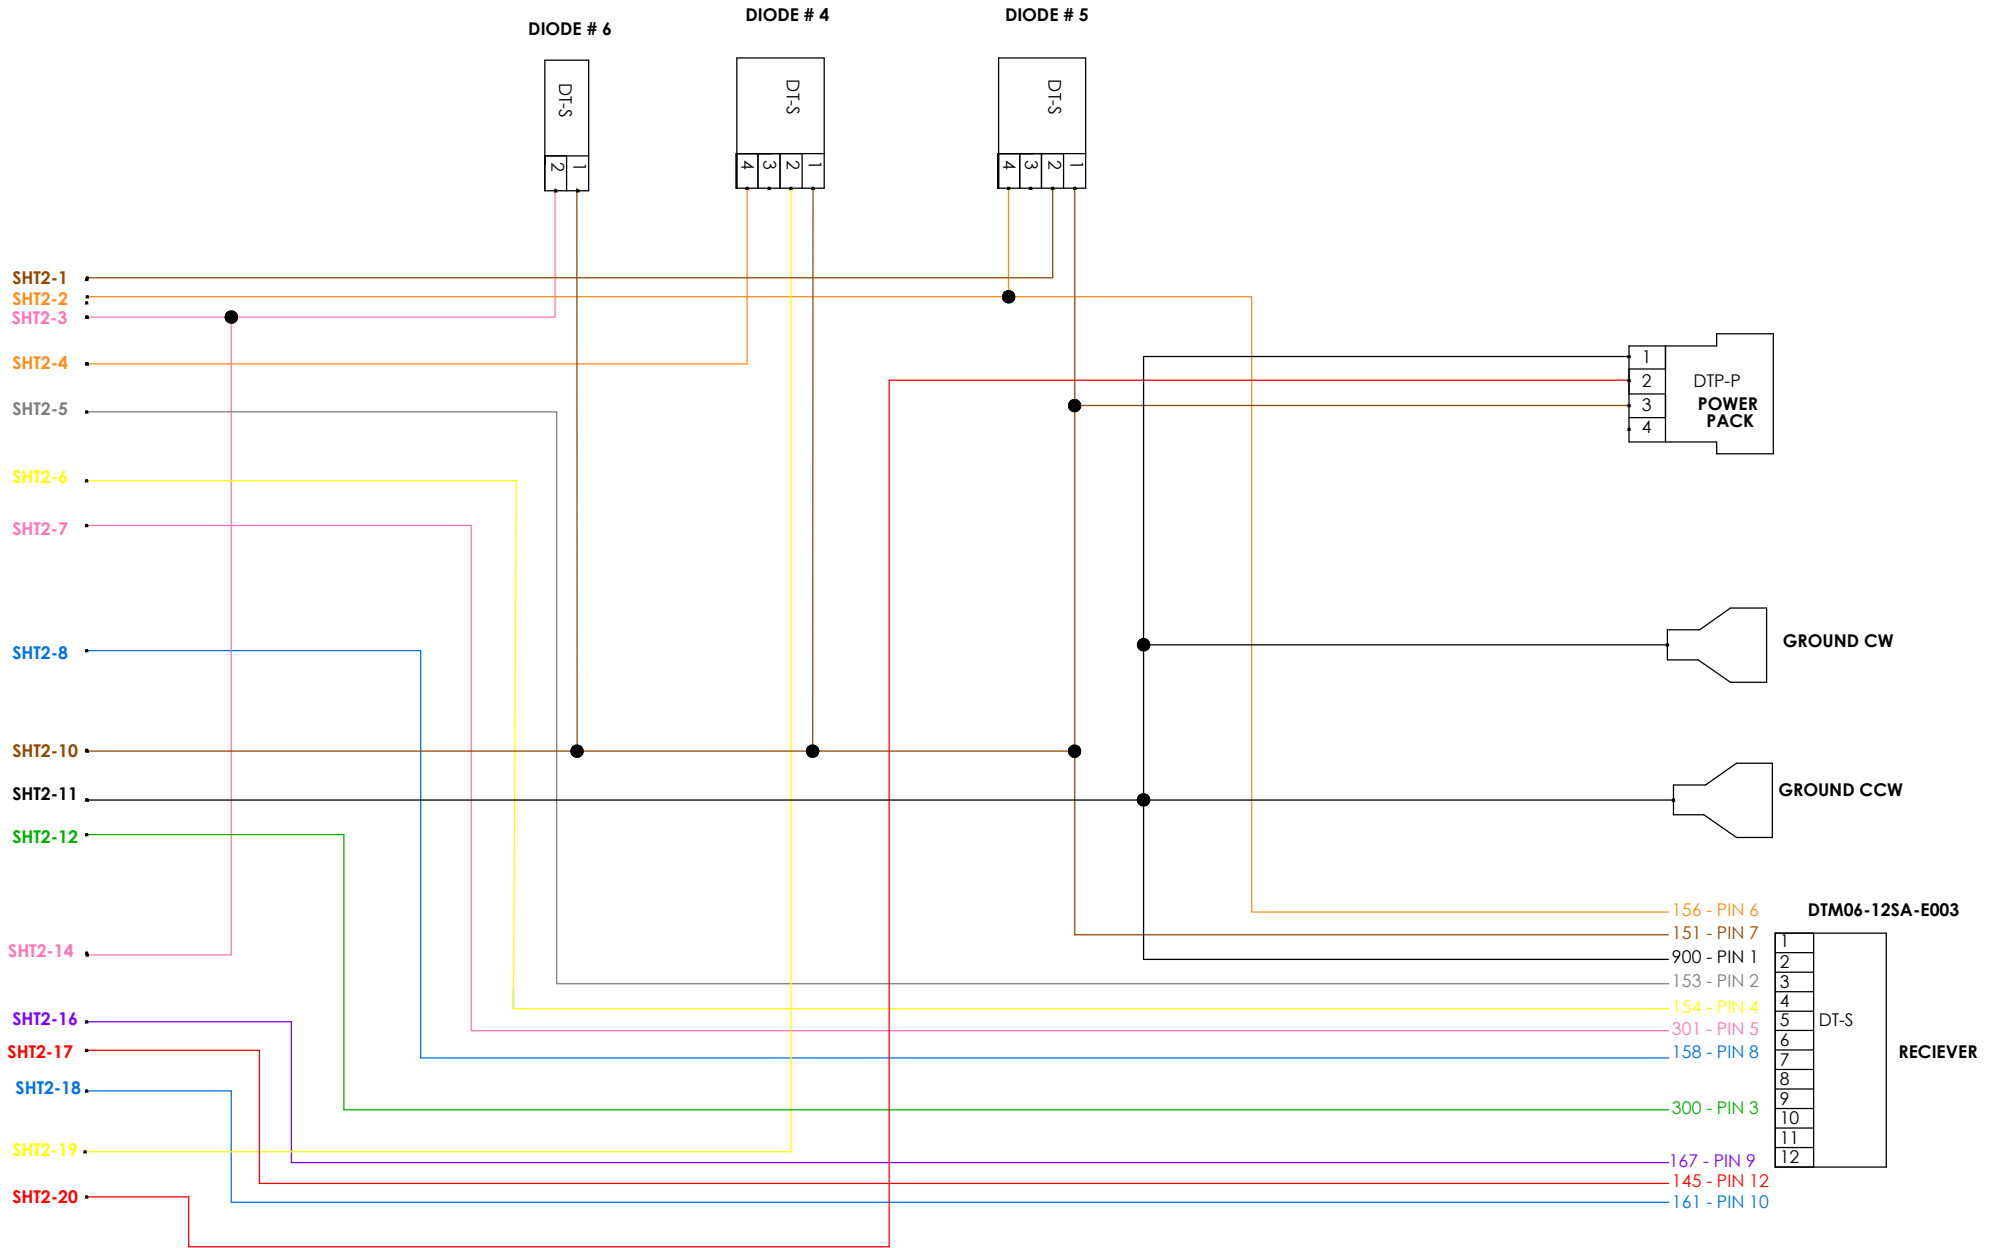 DIODE # 6
DIODE # 4
DIODE # 5
DT-S
DT-S
DT-S
2 1
4 3 2 1
4 3 2 1
SHT2-1
SHT2-2
SHT2-3
SHT2-4
SHT2-5
SHT2-6
SHT2-7
SHT2-8
SHT2-10
SHT2-11
SHT2-12
SHT2-14
SHT2-16
SHT2-17
SHT2-18
SHT2-19
SHT2-20
1
2
3
4
DTP-P
POWER
PACK
GROUND CW
GROUND CCW
156 - PIN 6
151 - PIN 7
900 - PIN 1
153 - PIN 2
154 - PIN 4
301 - PIN 5
158 - PIN 8
300 - PIN 3
167 - PIN 9
145 - PIN 12
161 - PIN 10
DTM06-12SA-E003
1
2
3
4
5
6
7
8
9
10
11
12
DT-S
RECIEVER